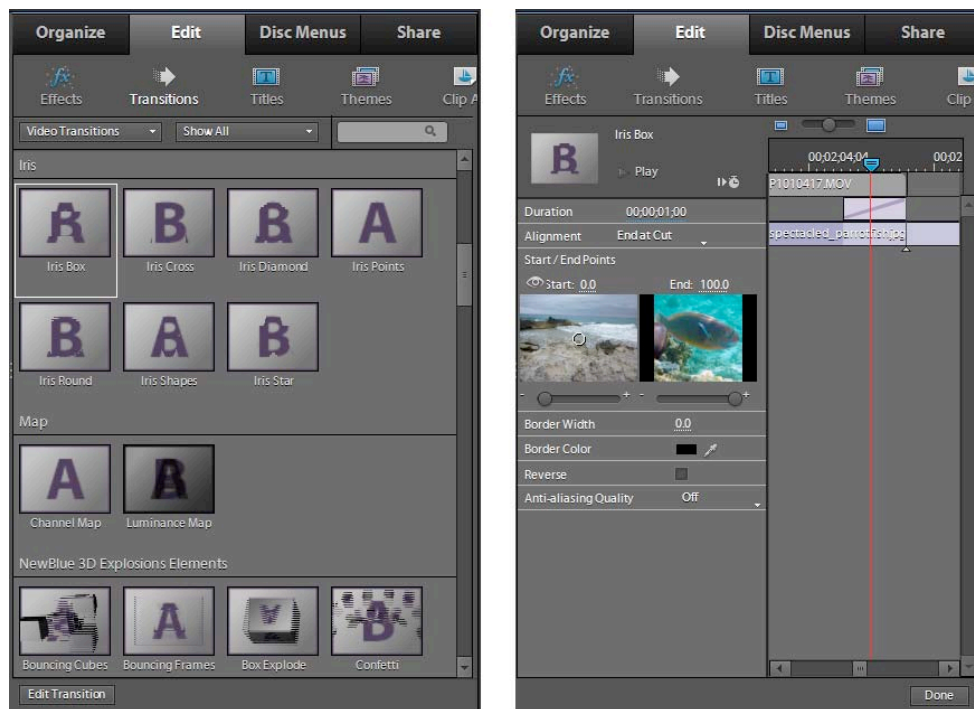 Organize Edit Disc Menus Share
Effects Transitions Titles Themes Clip A
Video Transitions Show All
Iris
Iris Box Iris Cross Iris Diamond Iris Points
Iris Round Iris Shapes Iris Star
Map
Channel Map Luminance Map
NewBlue 3D Explosions Elements
Bouncing Cubes Bouncing Frames Box Explode Confetti
Edit Transition
Organize Edit Disc Menus Share
Effects Transitions Titles Themes Clip
Iris Box
Play
00;02;04;04 00;02
P1010417.MOV
Duration 00;00;01;00
Alignment End at Cut
spectacled_parrotfish.jpg
Start / End Points
Start: 0.0 End: 100.0
- + - +
Border Width 0.0
Border Color
Reverse
Anti-aliasing Quality Off
Done